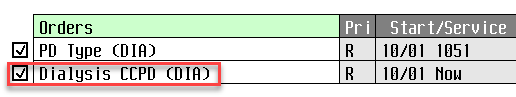 Orders Pri Start/Service
PD Type (DIA) R 10/01 1051
Dialysis CCPD (DIA) R 10/01 Now